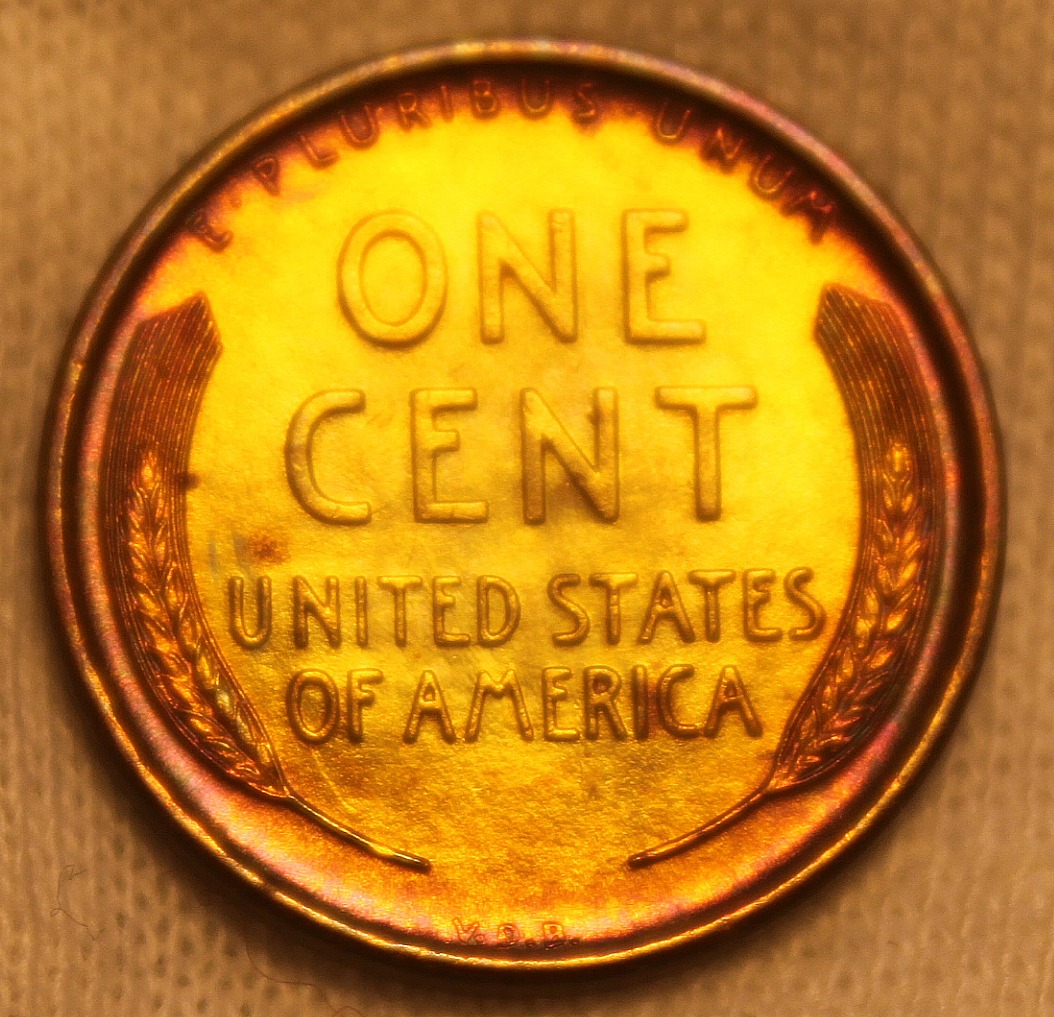 E · PLURIBUS · UNUM
ONE
CENT
UNITED STATES
OF AMERICA
V.D.B.